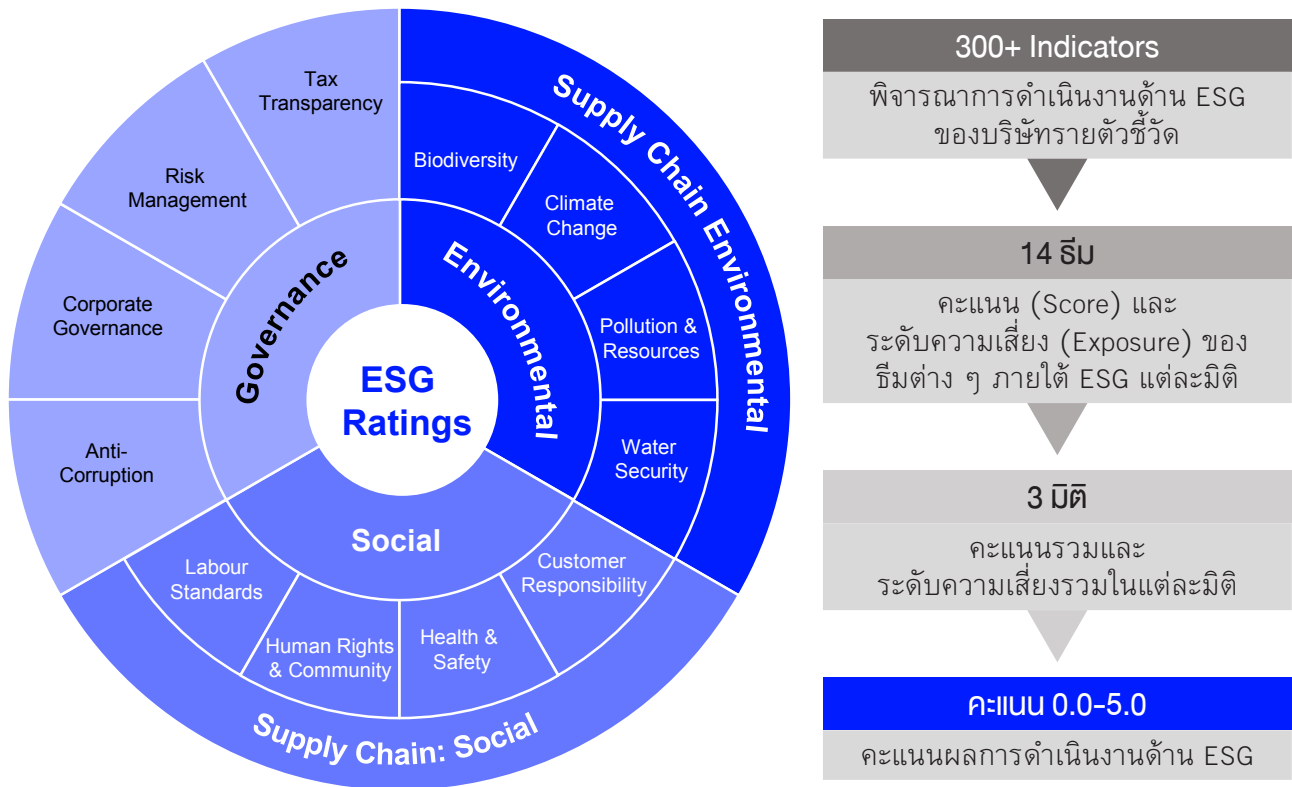 Tax
Transparency
Risk
Management
Corporate
Governance
Anti-
Corruption
Governance
Supply Chain Environmental
Biodiversity
Climate
Change
Pollution &
Resources
Water
Security
Environmental
ESG
Ratings
Social
Customer
Responsibility
Health &
Safety
Human Rights
& Community
Labour
Standards
Supply Chain: Social
300+ Indicators
พิจารณาการดำเนินงานด้าน ESG
ของบริษัทรายตัวชี้วัด
14 ธีม
คะแนน (Score) และ
ระดับความเสี่ยง (Exposure) ของ
ธีมต่าง ๆ ภายใต้ ESG แต่ละมิติ
3 มิติ
คะแนนรวมและ
ระดับความเสี่ยงรวมในแต่ละมิติ
คะแนน 0.0-5.0
คะแนนผลการดำเนินงานด้าน ESG